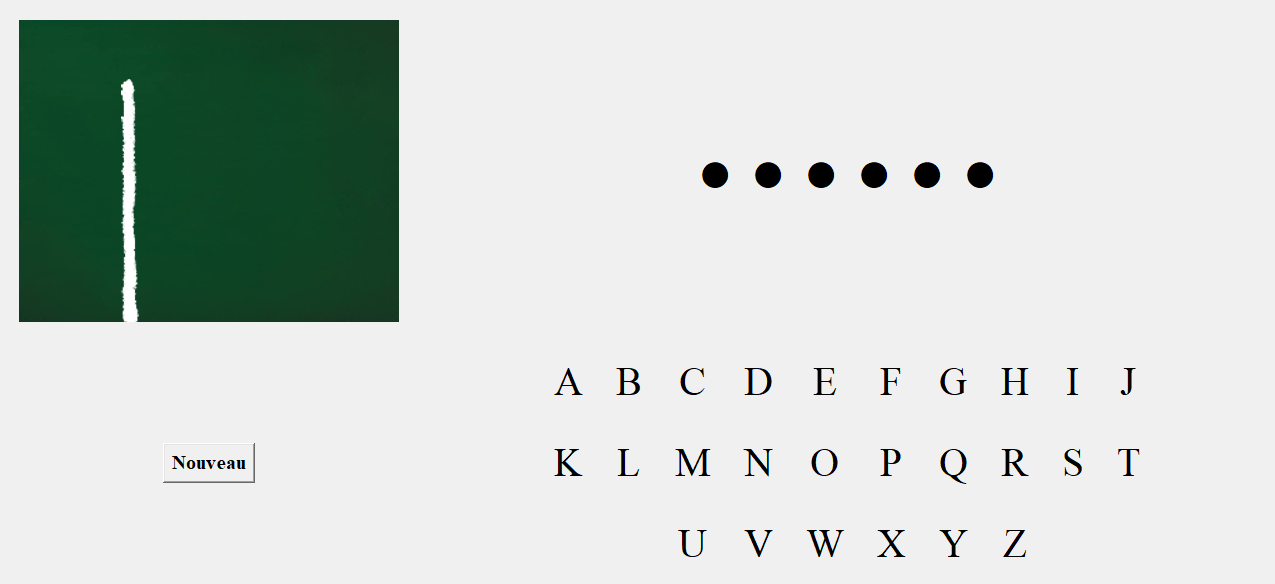 ● ● ● ● ● ●
A B C D E F G H I J
K L M N O P Q R S T
U V W X Y Z
Nouveau